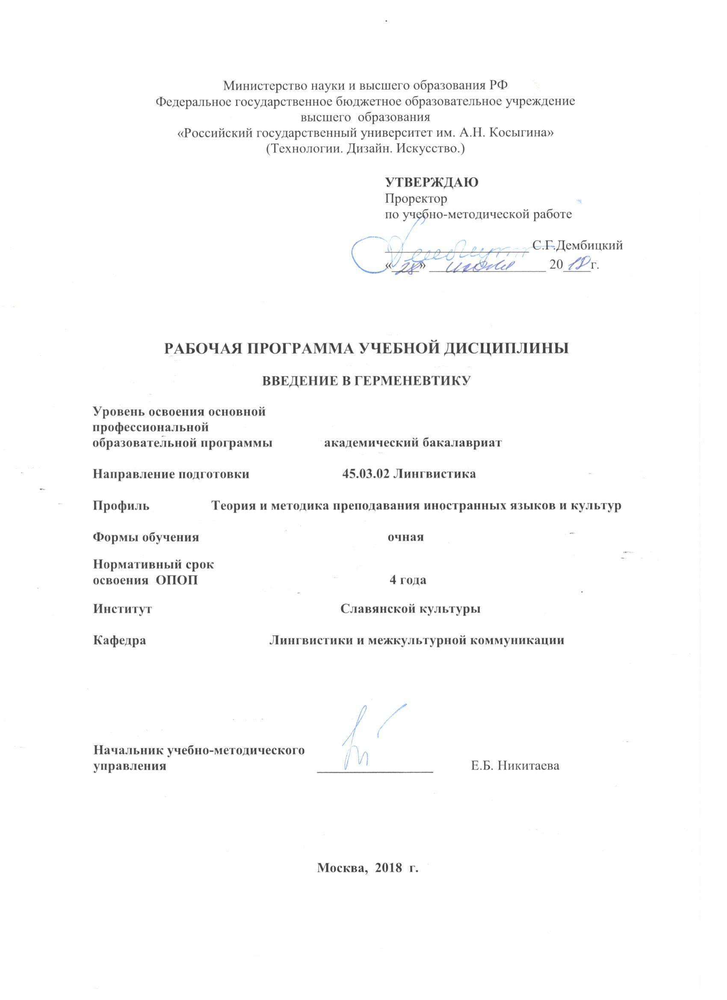 Министерство науки и высшего образования РФ
Федеральное государственное бюджетное образовательное учреждение
высшего образования
«Российский государственный университет им. А.Н. Косыгина»
(Технологии. Дизайн. Искусство.)
УТВЕРЖДАЮ
Проректор
по учебно-методической работе
С.Г.Дембицкий
«28» 2018г.
РАБОЧАЯ ПРОГРАММА УЧЕБНОЙ ДИСЦИПЛИНЫ
ВВЕДЕНИЕ В ГЕРМЕНЕВТИКУ
Уровень освоения основной
профессиональной
образовательной программы академический бакалавриат
Направление подготовки 45.03.02 Лингвистика
Профиль Теория и методика преподавания иностранных языков и культур
Формы обучения очная
Нормативный срок
освоения ОПОП 4 года
Институт Славянской культуры
Кафедра Лингвистики и межкультурной коммуникации
Начальник учебно-методического
управления Е.Б. Никитаева
Москва, 2018 г.